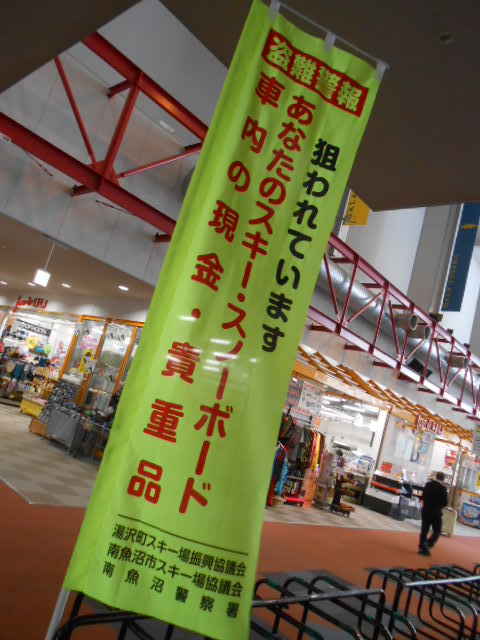 盗難警報
狙われています
あなたのスキー・スノーボード
車内の現金・貴重品
湯沢町スキー場振興協議会
南魚沼市スキー場協議会
南魚沼警察署